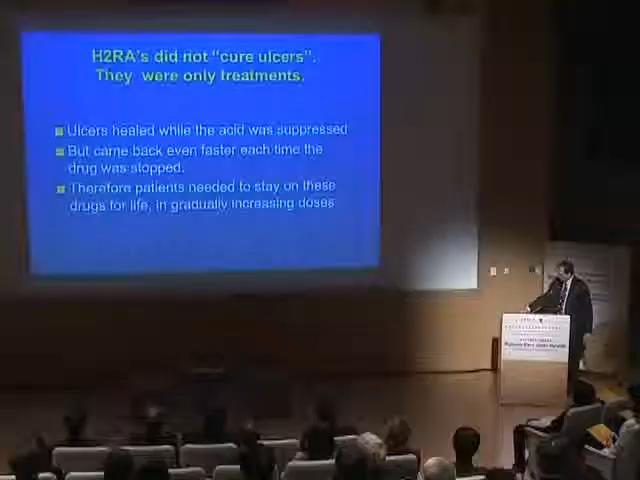 H2RA's did not "cure ulcers".
They were only treatments.
Ulcers healed while the acid was suppressed
But came back even faster each time the
drug was stopped.
Therefore patients needed to stay on these
drugs for life, in gradually increasing doses